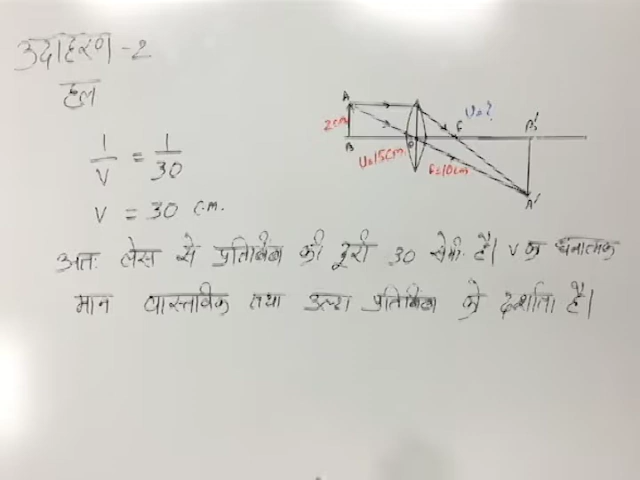 उदाहरण - 2
हल
1/V = 1/30
V = 30 c.m.
अतः लेंस से प्रतिबिंब की दूरी 30 सेमी. है। V का धनात्मक
मान वास्तविक तथा उल्टा प्रतिबिंब को दर्शाता है।
A
2cm
B
U=15cm.
O
F
f=10cm
V=?
B'
A'